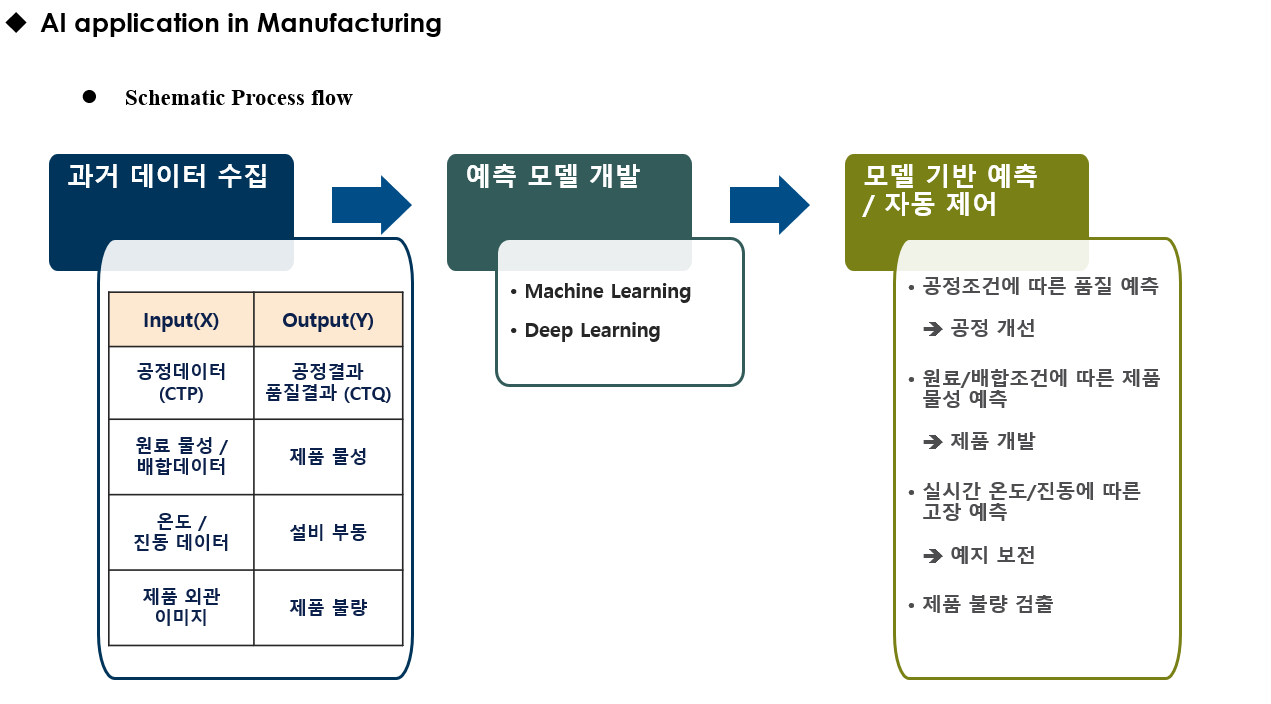 ◆ AI application in Manufacturing
● Schematic Process flow
과거 데이터 수집
Input(X) Output(Y)
공정데이터
(CTP)
공정결과
품질결과 (CTQ)
원료 물성 /
배합데이터
제품 물성
온도 /
진동 데이터
설비 부동
제품 외관
이미지
제품 불량
예측 모델 개발
• Machine Learning
• Deep Learning
모델 기반 예측
/ 자동 제어
• 공정조건에 따른 품질 예측
➔ 공정 개선
• 원료/배합조건에 따른 제품
물성 예측
➔ 제품 개발
• 실시간 온도/진동에 따른
고장 예측
➔ 예지 보전
• 제품 불량 검출